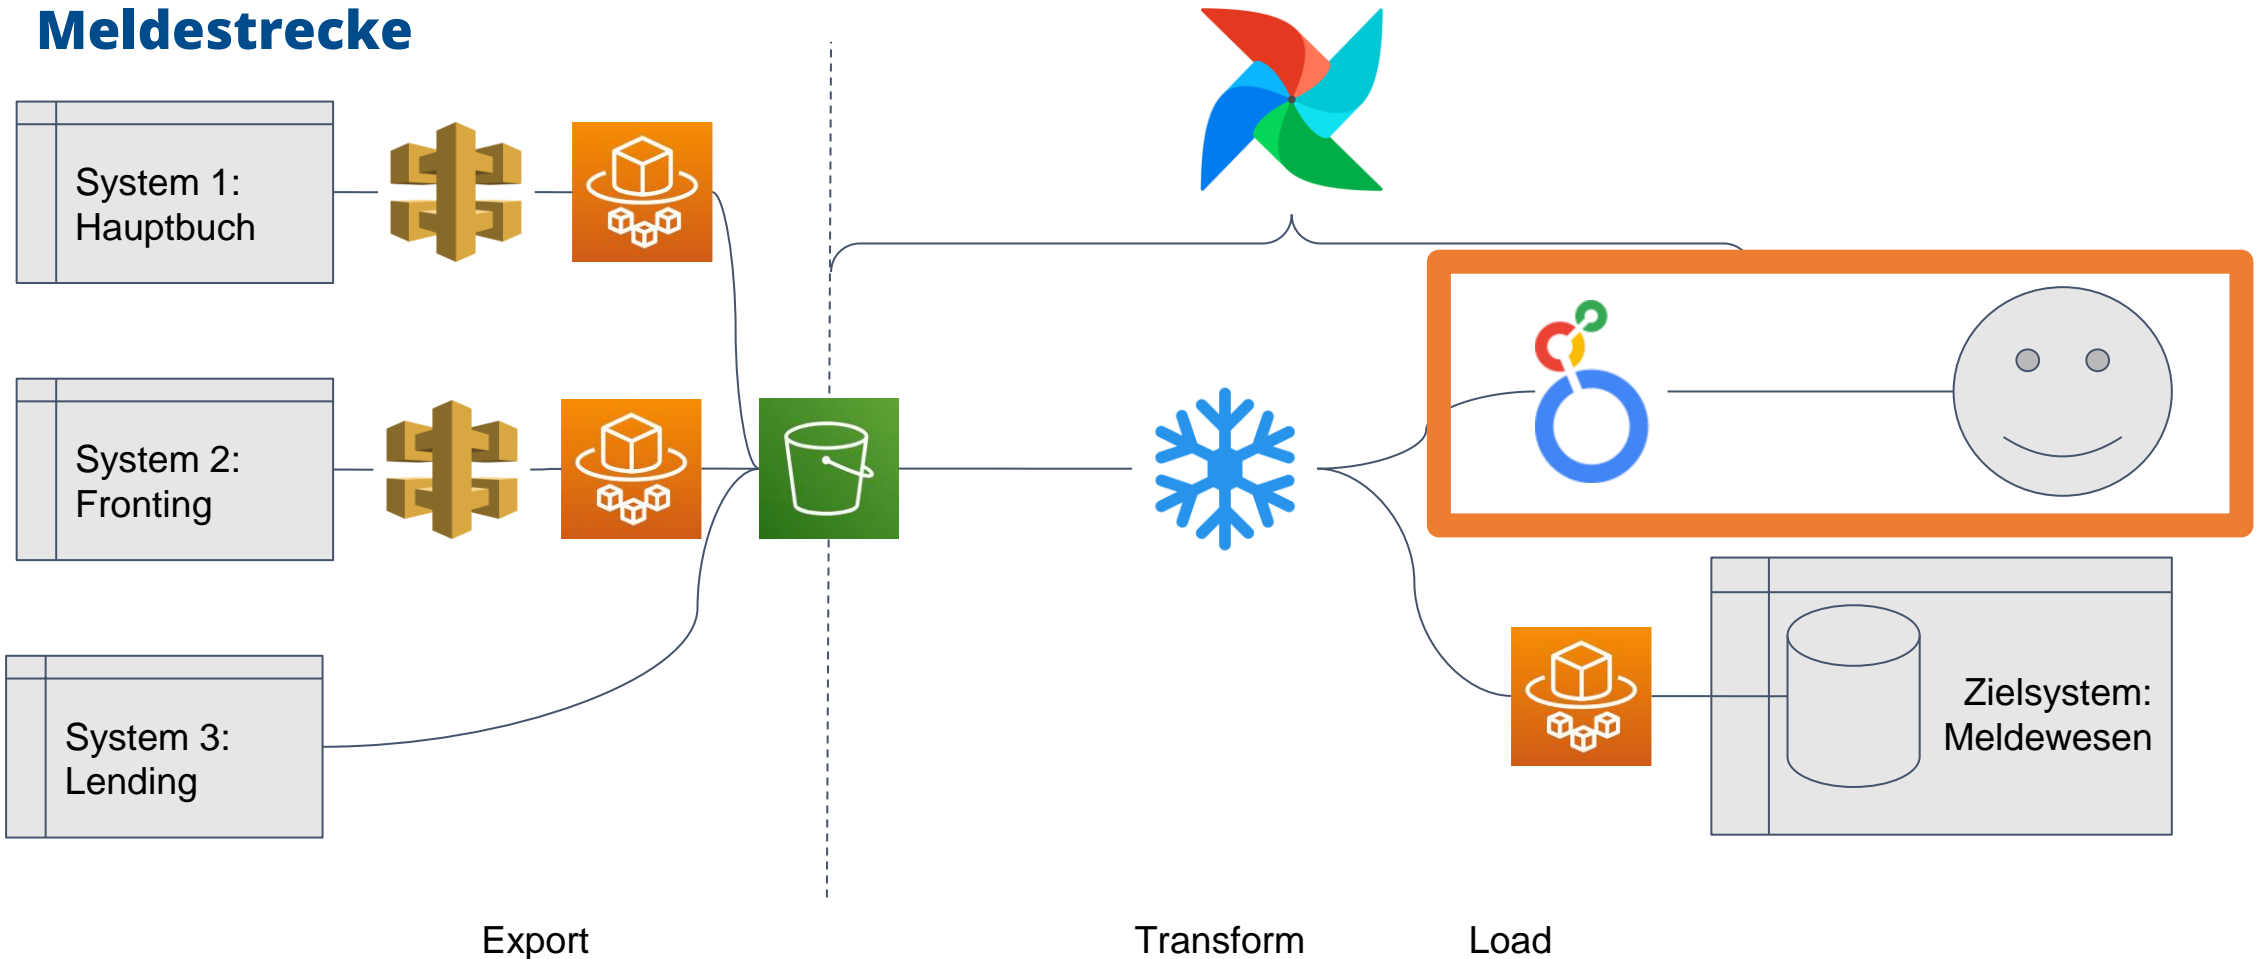 Meldestrecke
System 1:
Hauptbuch
System 2:
Fronting
System 3:
Lending
Zielsystem:
Meldewesen
Export
Transform
Load